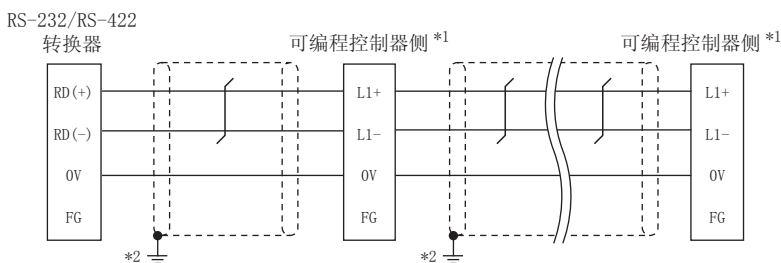 RS-232/RS-422
转换器
可编程控制器侧*1
可编程控制器侧*1
RD(+)
L1+
L1+
RD(-)
L1-
L1-
0V
0V
0V
FG
FG
FG
*2
*2